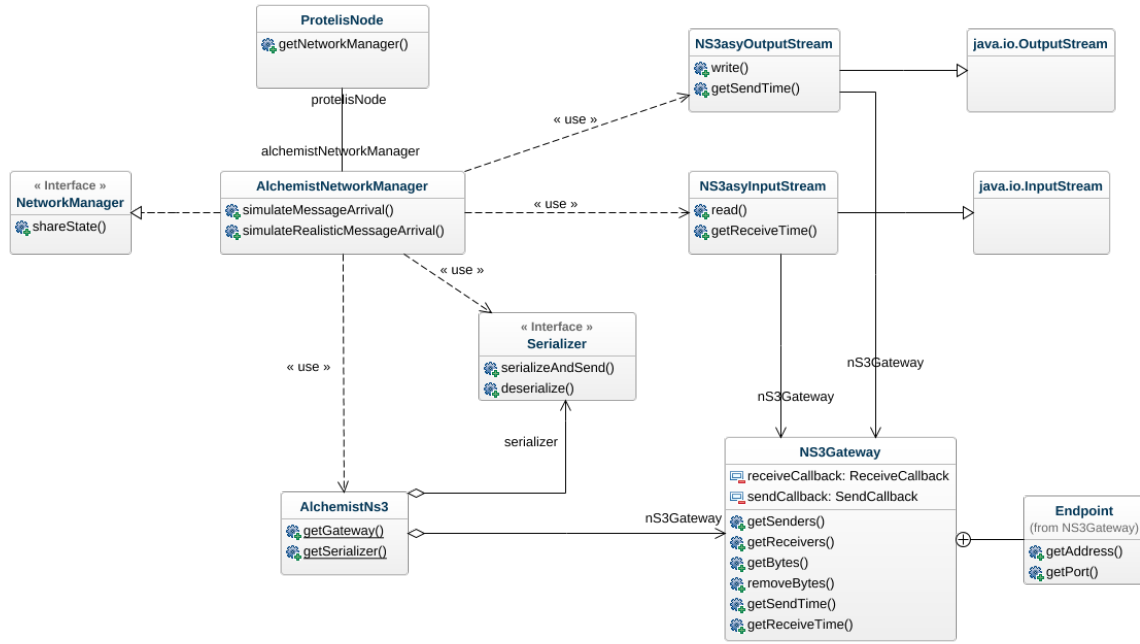 ProtelisNode
getNetworkManager()
protelisNode
alchemistNetworkManager
« Interface »
NetworkManager
shareState()
AlchemistNetworkManager
simulateMessageArrival()
simulateRealisticMessageArrival()
« use »
NS3asyOutputStream
write()
getSendTime()
java.io.OutputStream
« use »
NS3asyInputStream
read()
getReceiveTime()
java.io.InputStream
« use »
« Interface »
Serializer
serializeAndSend()
deserialize()
« use »
serializer
nS3Gateway
nS3Gateway
AlchemistNs3
getGateway()
getSerializer()
nS3Gateway
NS3Gateway
receiveCallback: ReceiveCallback
sendCallback: SendCallback
getSenders()
getReceivers()
getBytes()
removeBytes()
getSendTime()
getReceiveTime()
Endpoint
(from NS3Gateway)
getAddress()
getPort()